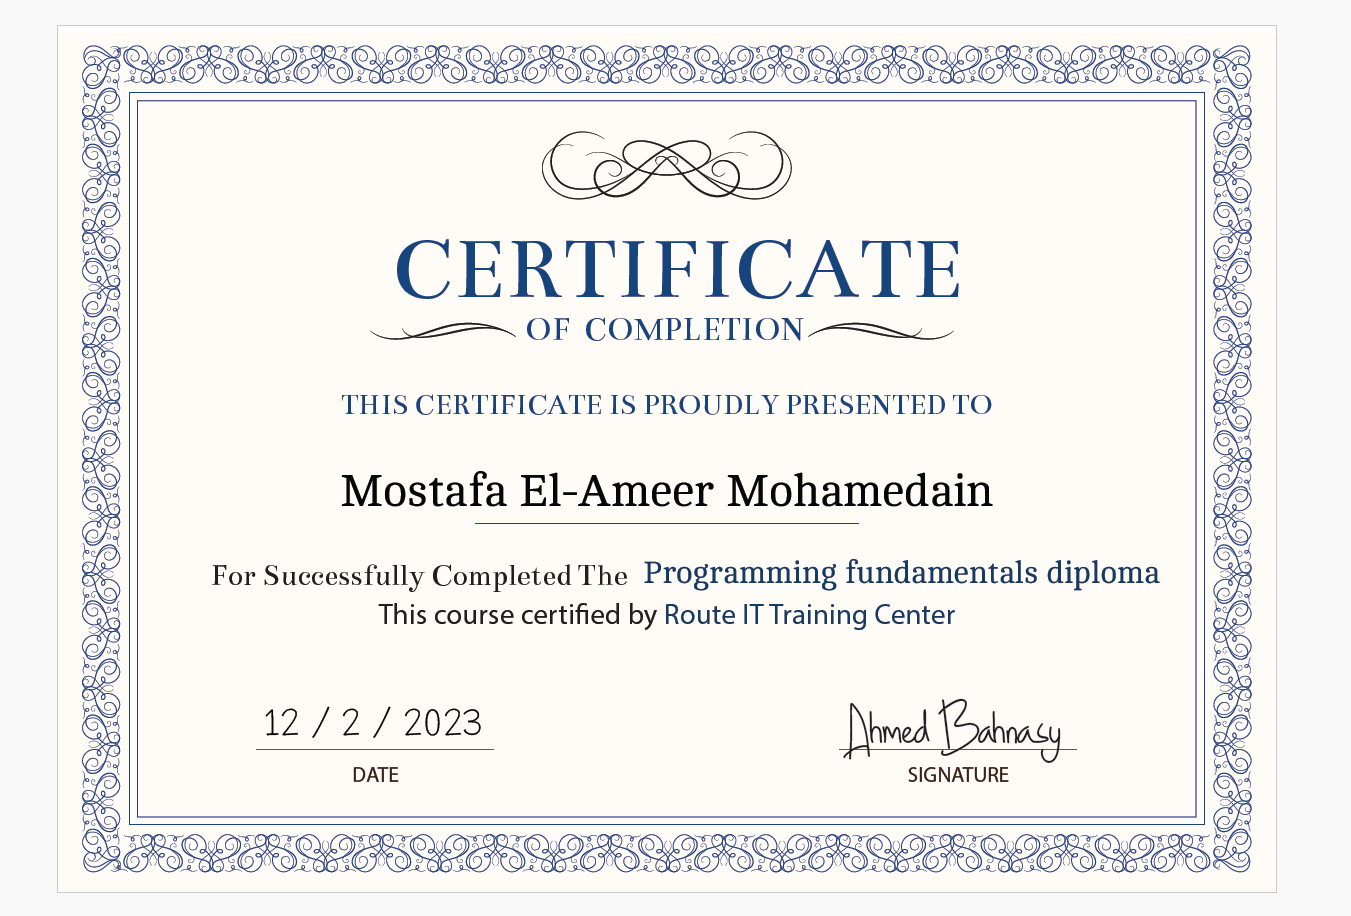 CERTIFICATE
OF COMPLETION
THIS CERTIFICATE IS PROUDLY PRESENTED TO
Mostafa El-Ameer Mohamedain
For Successfully Completed The Programming fundamentals diploma
This course certified by Route IT Training Center
12 / 2 / 2023
Ahmed Bahnasy
DATE
SIGNATURE